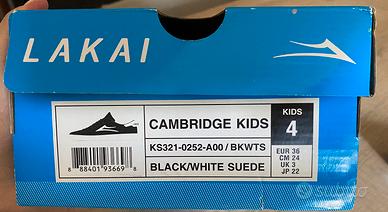 LAKAI
CAMBRIDGE KIDS
KS321-0252-A00 / BKWTS
BLACK/WHITE SUEDE
8 88401 93669 8
KIDS
4
EUR 36
CM 24
UK 3
JP 22
subito